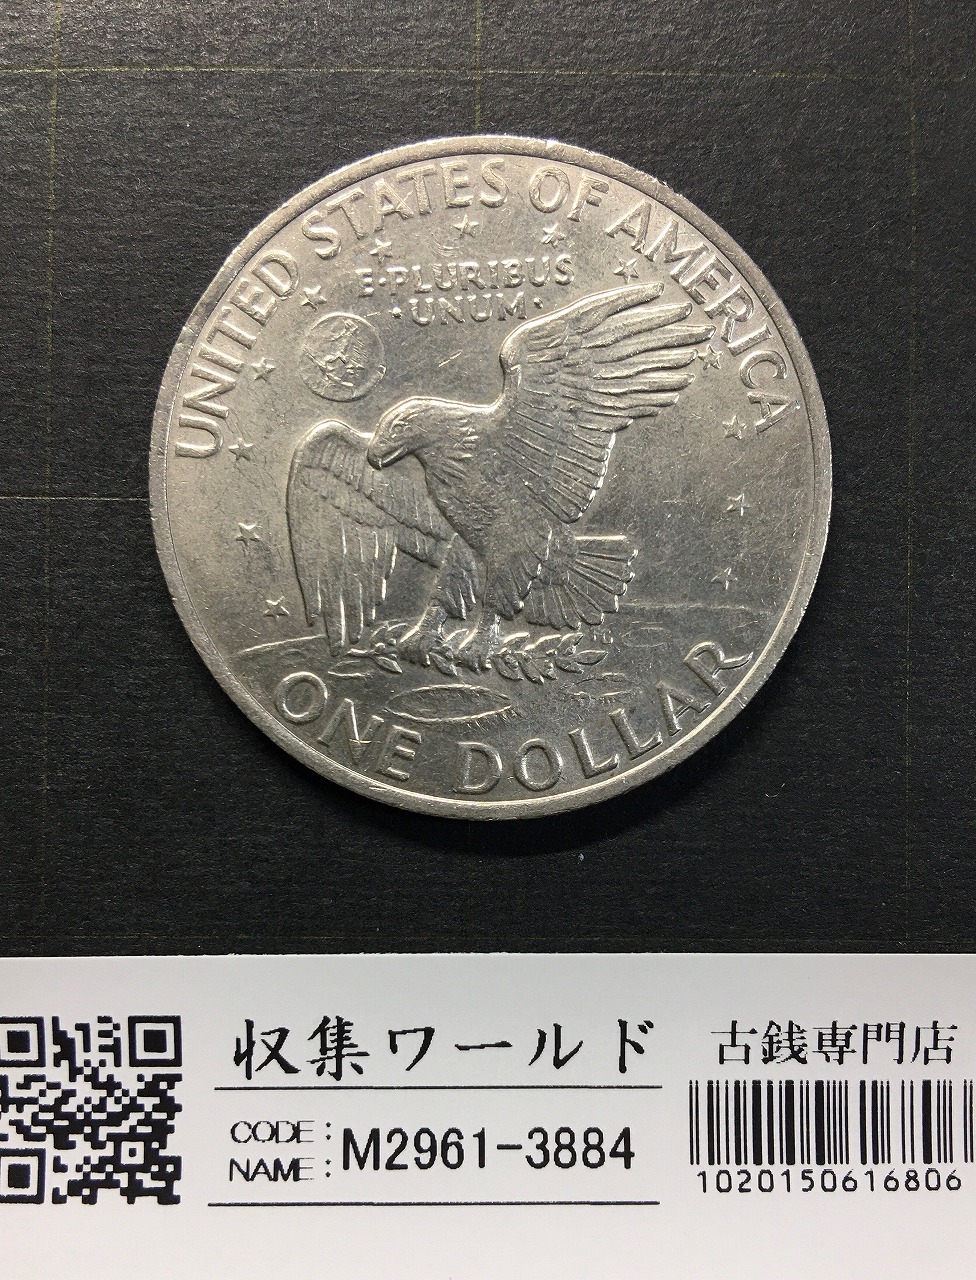 UNITED STATES OF AMERICA
E·PLURIBUS
·UNUM·
ONE DOLLAR
収集ワールド
古銭専門店
CODE:
NAME:
M2961-3884
1020150616806